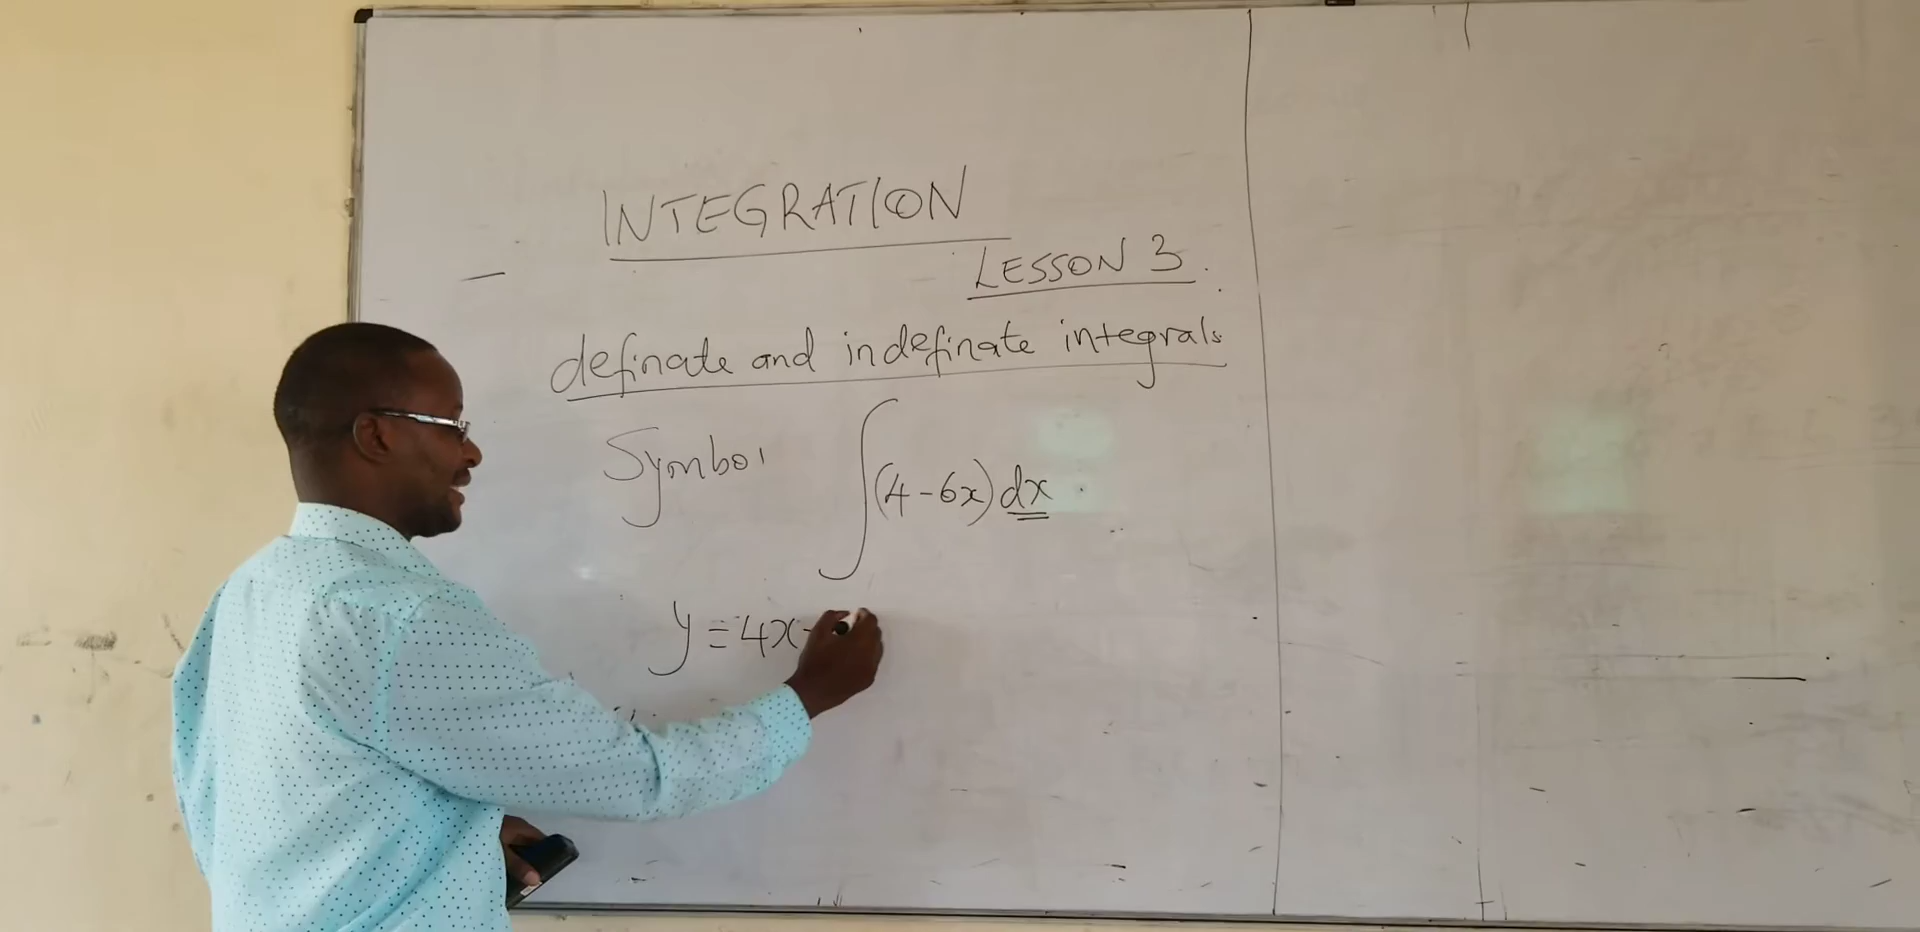 INTEGRATION
LESSON 3.
definate and indefinate integrals
Symbol ∫(4-6x)dx
y = 4x-